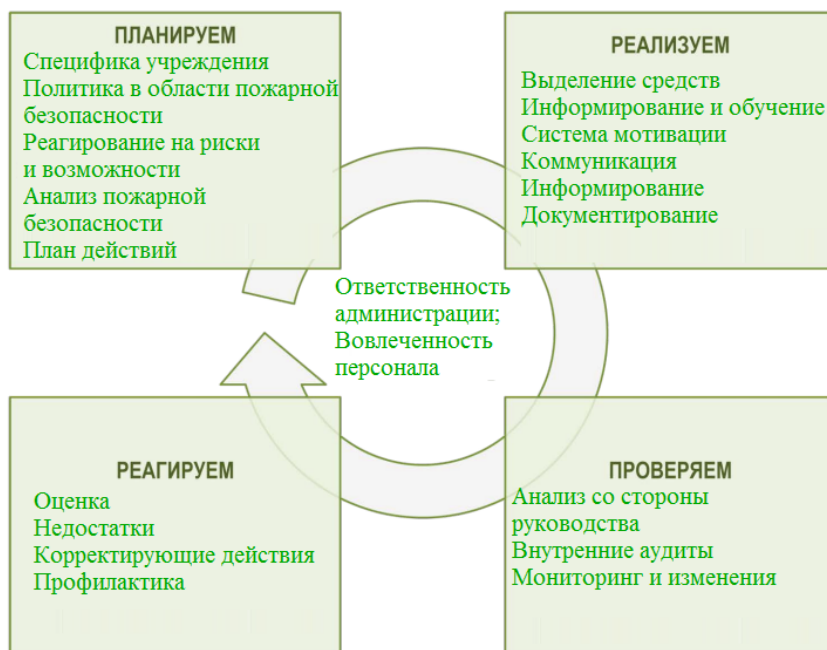 ПЛАНИРУЕМ
Специфика учреждения
Политика в области пожарной
безопасности
Реагирование на риски
и возможности
Анализ пожарной
безопасности
План действий
РЕАЛИЗУЕМ
Выделение средств
Информирование и обучение
Система мотивации
Коммуникация
Информирование
Документирование
Ответственность
администрации;
Вовлеченность
персонала
РЕАГИРУЕМ
Оценка
Недостатки
Корректирующие действия
Профилактика
ПРОВЕРЯЕМ
Анализ со стороны
руководства
Внутренние аудиты
Мониторинг и изменения